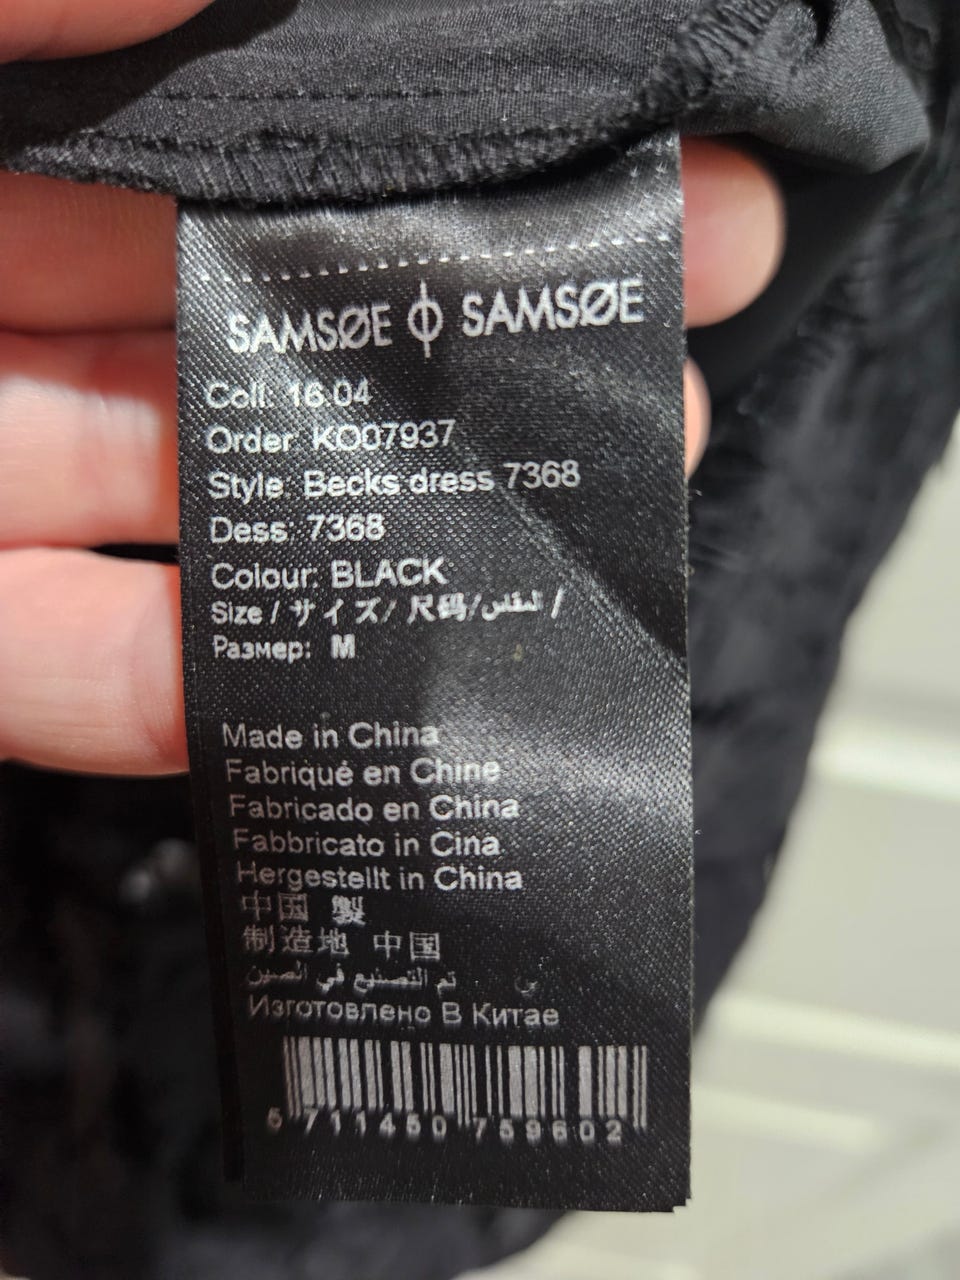 SAMSØE ϕ SAMSØE
Coll: 16.04
Order KO07937
Style Becks dress 7368
Dess: 7368
Colour: BLACK
Size / サイズ/ 尺码/المقاس /
Размер: M
Made in China
Fabriqué en Chine
Fabricado en China
Fabbricato in Cina
Hergestellt in China
中国 製
制造地 中国
تم التصنيع في الصين
Изготовлено В Китае
5 711450 759602